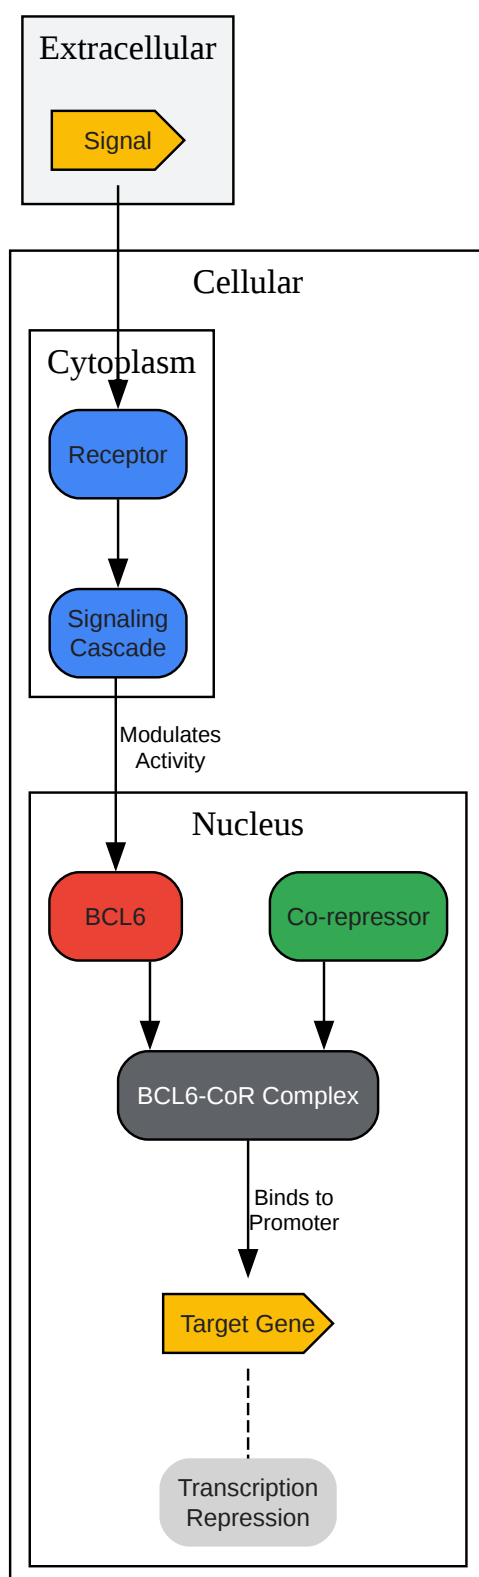 Extracellular
Signal
Cellular
Cytoplasm
Receptor
Signaling
Cascade
Modulates
Activity
Nucleus
BCL6
Co-repressor
BCL6-CoR Complex
Binds to
Promoter
Target Gene
Transcription
Repression